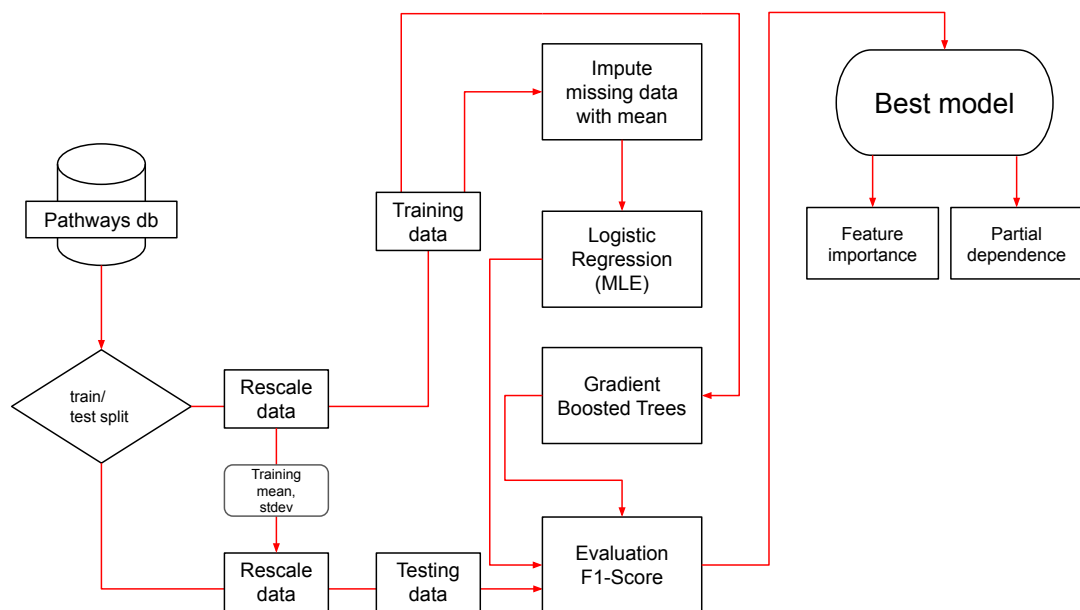 Pathways db
train/
test split
Rescale
data
Training
mean,
stdev
Rescale
data
Training
data
Testing
data
Impute
missing data
with mean
Logistic
Regression
(MLE)
Gradient
Boosted Trees
Evaluation
F1-Score
Best model
Feature
importance
Partial
dependence